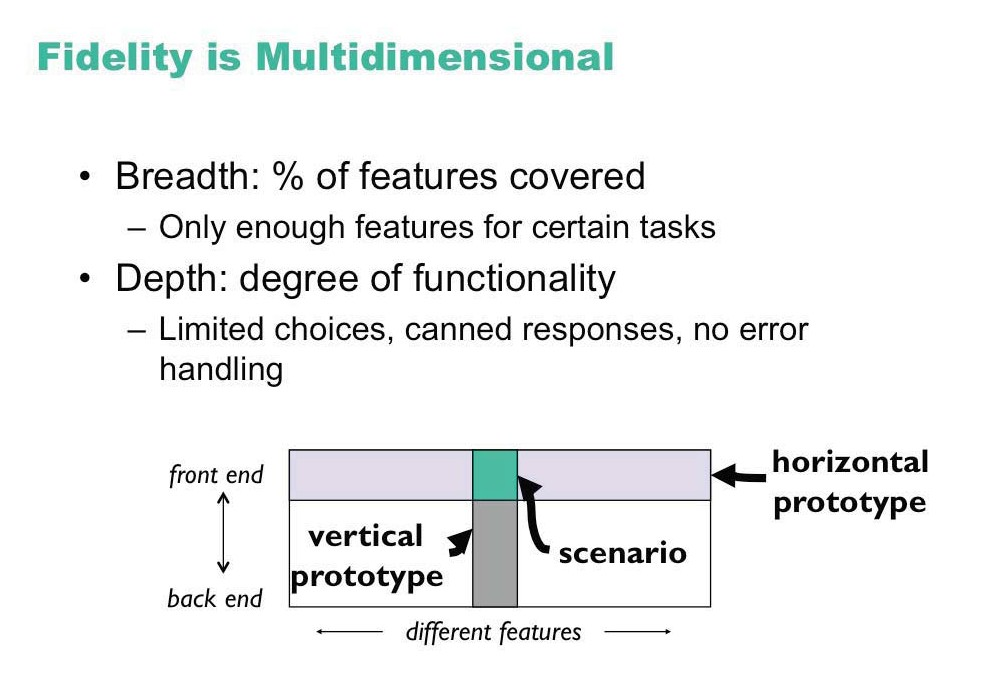 Fidelity is Multidimensional
• Breadth: % of features covered
– Only enough features for certain tasks
• Depth: degree of functionality
– Limited choices, canned responses, no error
handling
front end
back end
vertical
prototype
scenario
horizontal
prototype
different features